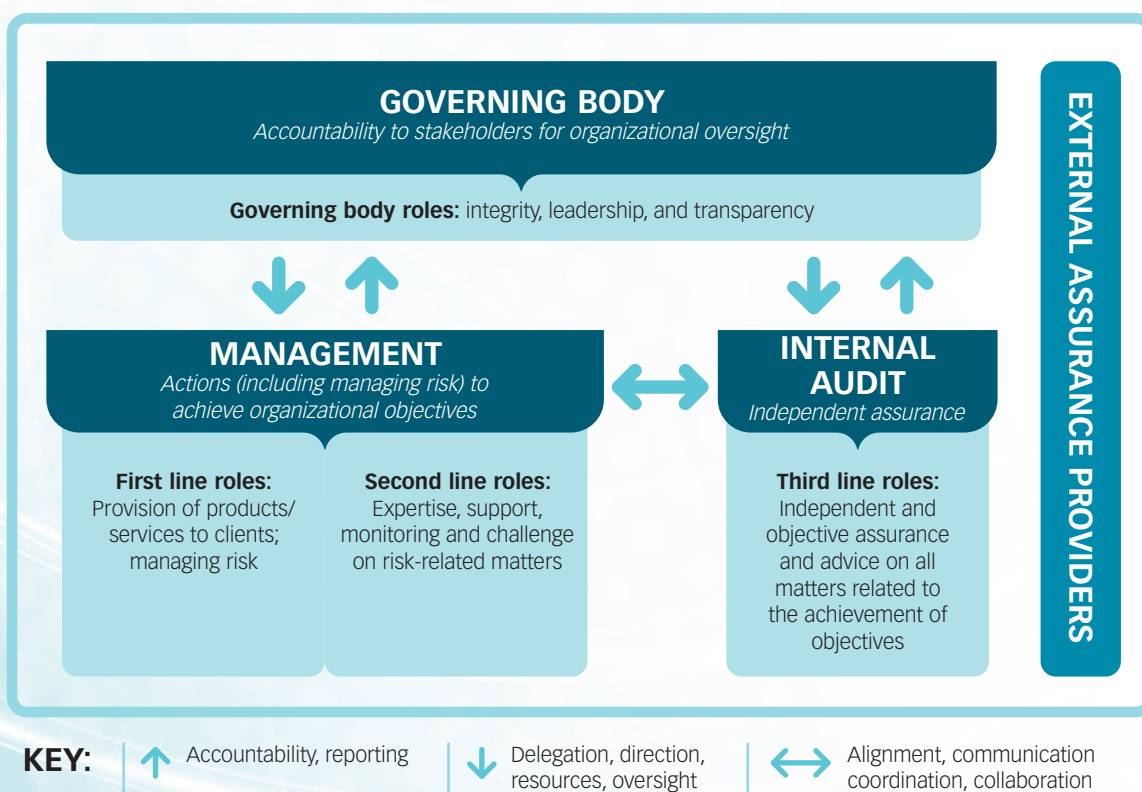 GOVERNING BODY
Accountability to stakeholders for organizational oversight
Governing body roles: integrity, leadership, and transparency
MANAGEMENT
Actions (including managing risk) to
achieve organizational objectives
First line roles:
Provision of products/
services to clients;
managing risk
Second line roles:
Expertise, support,
monitoring and challenge
on risk-related matters
INTERNAL
AUDIT
Independent assurance
Third line roles:
Independent and
objective assurance
and advice on all
matters related to
the achievement of
objectives
EXTERNAL ASSURANCE PROVIDERS
KEY:
Accountability, reporting
Delegation, direction,
resources, oversight
Alignment, communication
coordination, collaboration